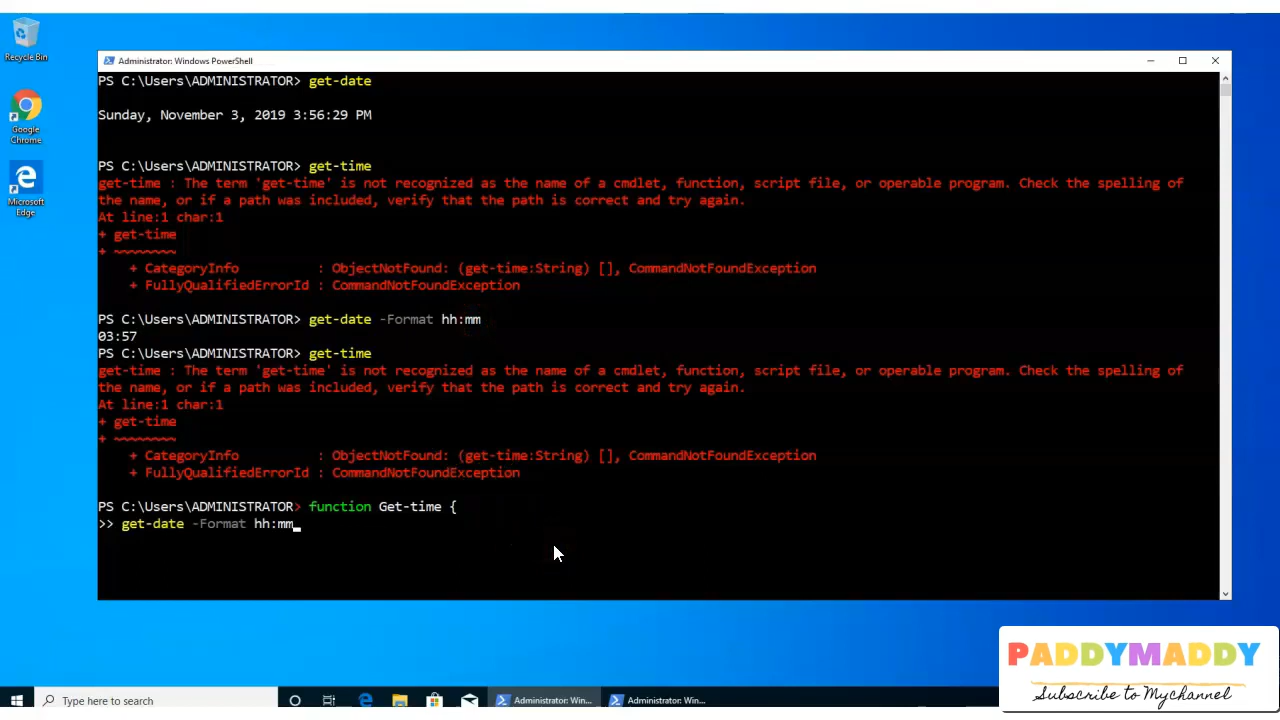 Recycle Bin
Google
Chrome
Microsoft
Edge
Administrator: Windows PowerShell
PS C:\Users\ADMINISTRATOR> get-date
Sunday, November 3, 2019 3:56:29 PM
PS C:\Users\ADMINISTRATOR> get-time
get-time : The term 'get-time' is not recognized as the name of a cmdlet, function, script file, or operable program. Check the spelling of
the name, or if a path was included, verify that the path is correct and try again.
At line:1 char:1
+ get-time
+ ~~~~~~~~
+ CategoryInfo : ObjectNotFound: (get-time:String) [], CommandNotFoundException
+ FullyQualifiedErrorId : CommandNotFoundException
PS C:\Users\ADMINISTRATOR> get-date -Format hh:mm
03:57
PS C:\Users\ADMINISTRATOR> get-time
get-time : The term 'get-time' is not recognized as the name of a cmdlet, function, script file, or operable program. Check the spelling of
the name, or if a path was included, verify that the path is correct and try again.
At line:1 char:1
+ get-time
+ ~~~~~~~~
+ CategoryInfo : ObjectNotFound: (get-time:String) [], CommandNotFoundException
+ FullyQualifiedErrorId : CommandNotFoundException
PS C:\Users\ADMINISTRATOR> function Get-time {
>> get-date -Format hh:mm
PADDYMADDY
Subscribe to Mychannel
Type here to search
Administrator: Win...
Administrator: Win...